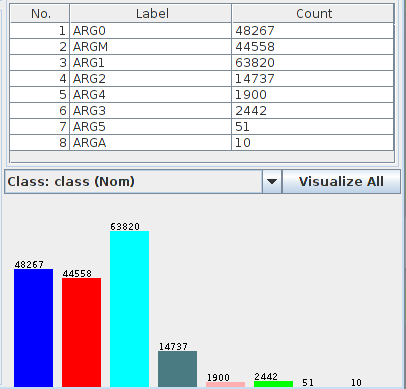 No. Label Count
1 ARG0 48267
2 ARGM 44558
3 ARG1 63820
4 ARG2 14737
5 ARG4 1900
6 ARG3 2442
7 ARG5 51
8 ARGA 10
Class: class (Nom) Visualize All
63820
48267
44558
14737
1900
2442
51
10